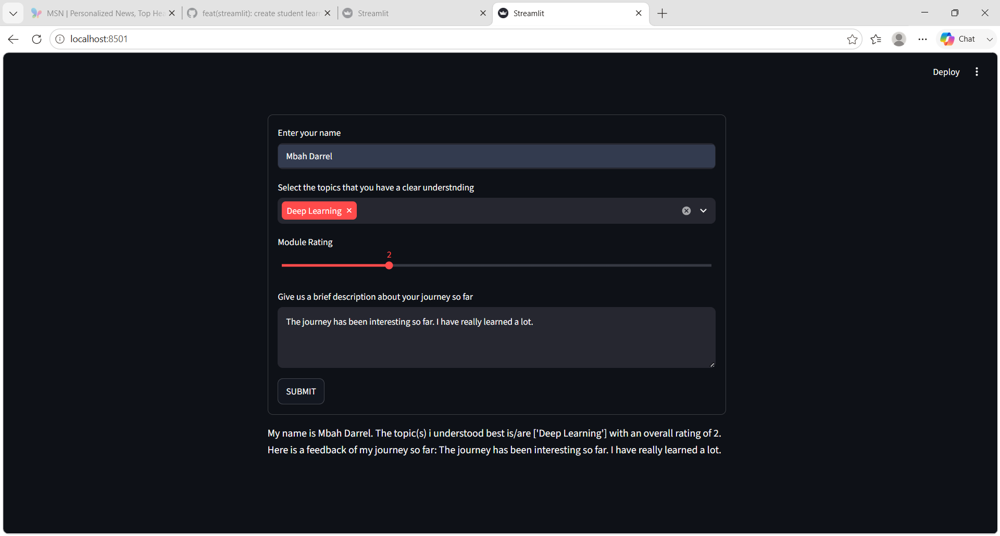 MSN | Personalized News, Top Hea
feat(streamlit): create student learn
Streamlit
Streamlit
localhost:8501
Chat
Deploy
Enter your name
Mbah Darrel
Select the topics that you have a clear understnding
Deep Learning
Module Rating
2
Give us a brief description about your journey so far
The journey has been interesting so far. I have really learned a lot.
SUBMIT
My name is Mbah Darrel. The topic(s) i understood best is/are ['Deep Learning'] with an overall rating of 2.
Here is a feedback of my journey so far: The journey has been interesting so far. I have really learned a lot.